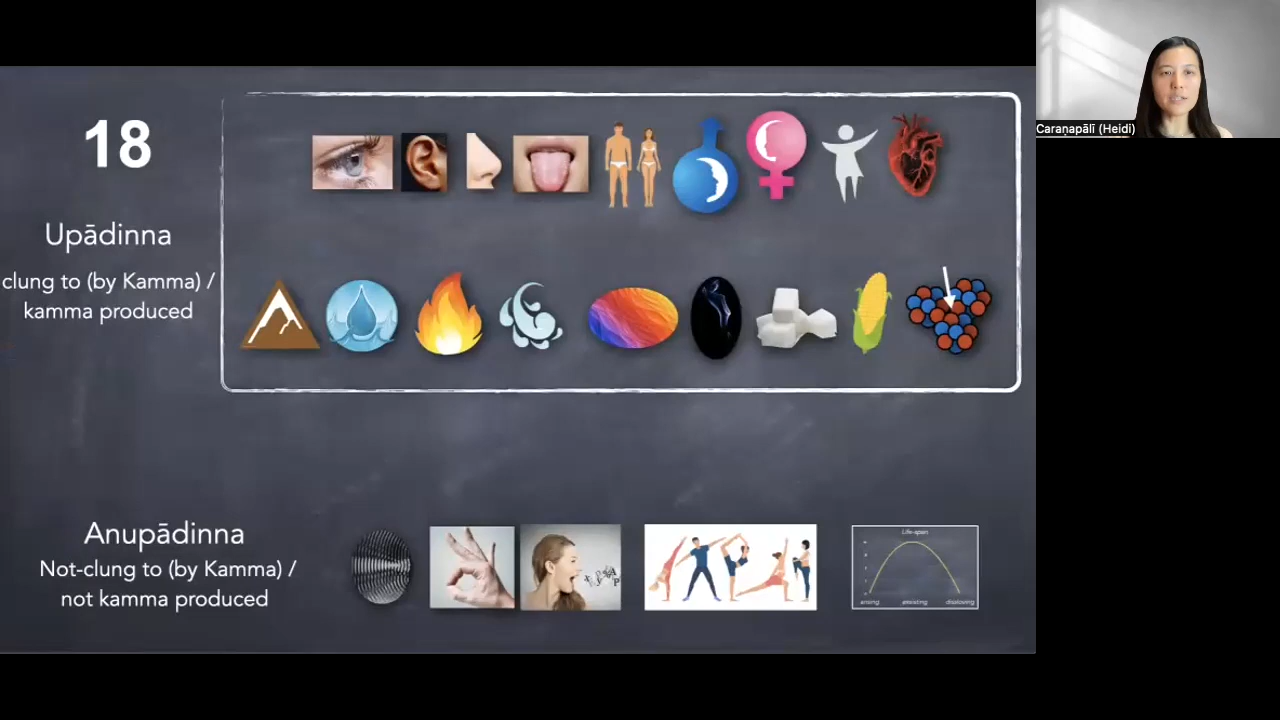 18
Upādinna
clung to (by Kamma) /
kamma produced
Anupādinna
Not-clung to (by Kamma) /
not kamma produced
Life-span
arising
existing
dissolving
Caraṇapālī (Heidi)